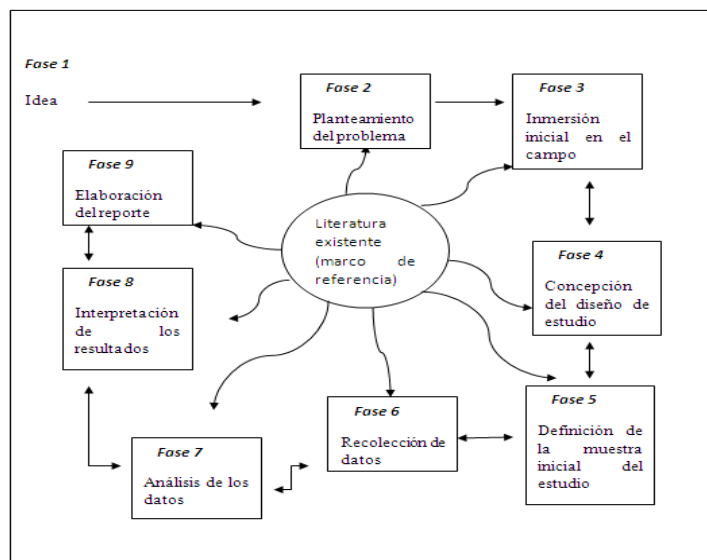 Fase 1
Idea
Fase 2
Planteamiento
del problema
Fase 3
Inmersión
inicial en el
campo
Fase 9
Elaboración
del reporte
Literatura
existente
(marco de
referencia)
Fase 4
Concepción
del diseño de
estudio
Fase 8
Interpretación
de los
resultados
Fase 5
Definición de
la muestra
inicial del
estudio
Fase 6
Recolección de
datos
Fase 7
Análisis de los
datos